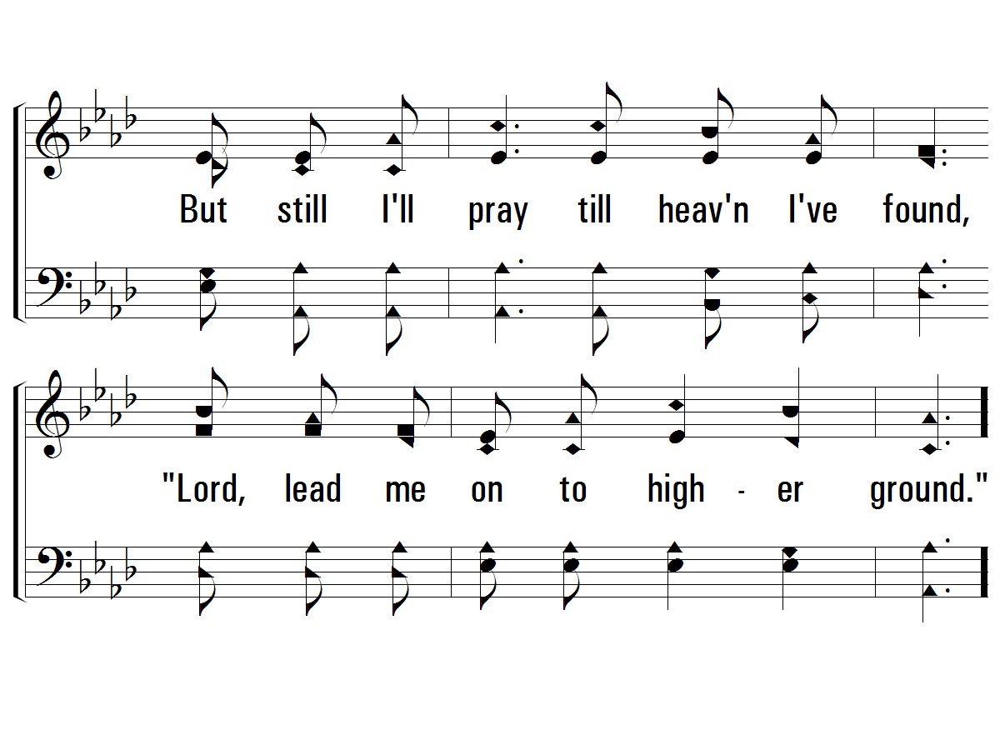 But still I'll pray till heav'n I've found,
"Lord, lead me on to high - er ground."